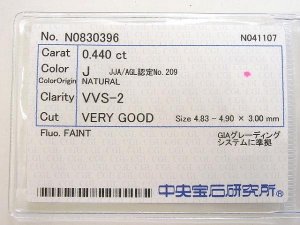 No. N0830396 N041107
Carat 0.440 ct
Color J JJA/AGL認定No.209
ColorOrigin NATURAL
Clarity VVS-2
Cut VERY GOOD Size 4.83 - 4.90 × 3.00 mm
Fluo. FAINT GIAグレーディング
システムに準拠
中央宝石研究所®